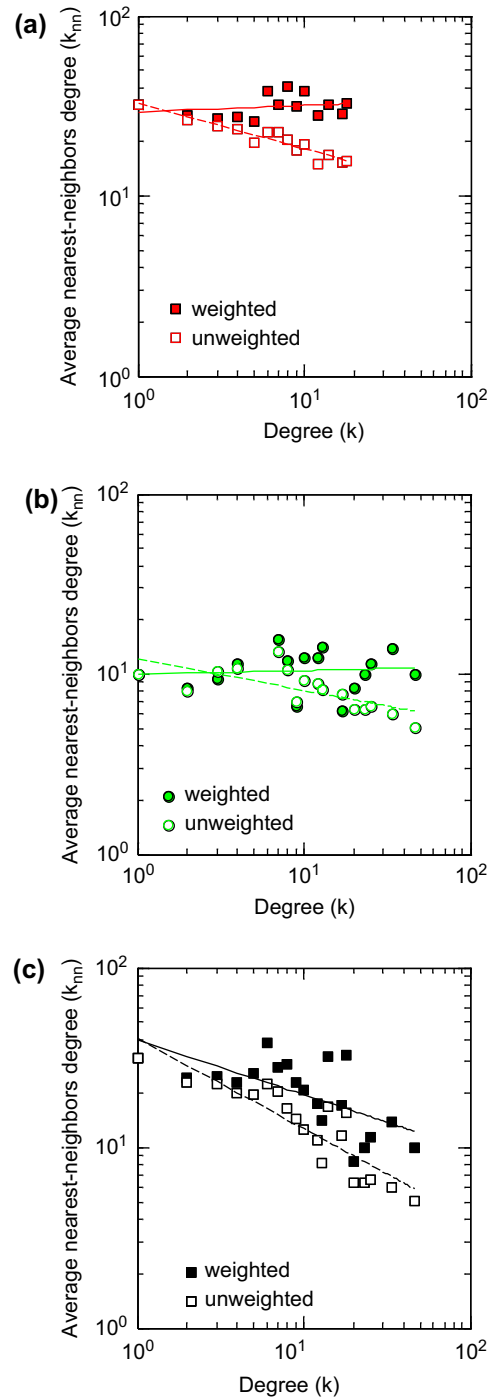 (a)
Average nearest-neighbors degree (k_nn)
10²
10¹
10⁰
weighted
unweighted
10⁰ 10¹ 10²
Degree (k)
(b)
Average nearest-neighbors degree (k_nn)
10²
10¹
10⁰
weighted
unweighted
10⁰ 10¹ 10²
Degree (k)
(c)
Average nearest-neighbors degree (k_nn)
10²
10¹
10⁰
weighted
unweighted
10⁰ 10¹ 10²
Degree (k)